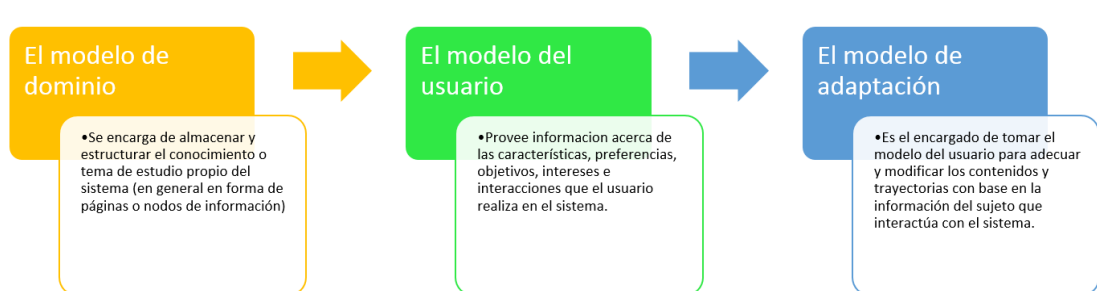 El modelo de
dominio
•Se encarga de almacenar y
estructurar el conocimiento o
tema de estudio propio del
sistema (en general en forma de
páginas o nodos de información)
El modelo del
usuario
•Provee informacion acerca de
las características, preferencias,
objetivos, intereses e
interacciones que el usuario
realiza en el sistema.
El modelo de
adaptación
•Es el encargado de tomar el
modelo del usuario para adecuar
y modificar los contenidos y
trayectorias con base en la
información del sujeto que
interactúa con el sistema.